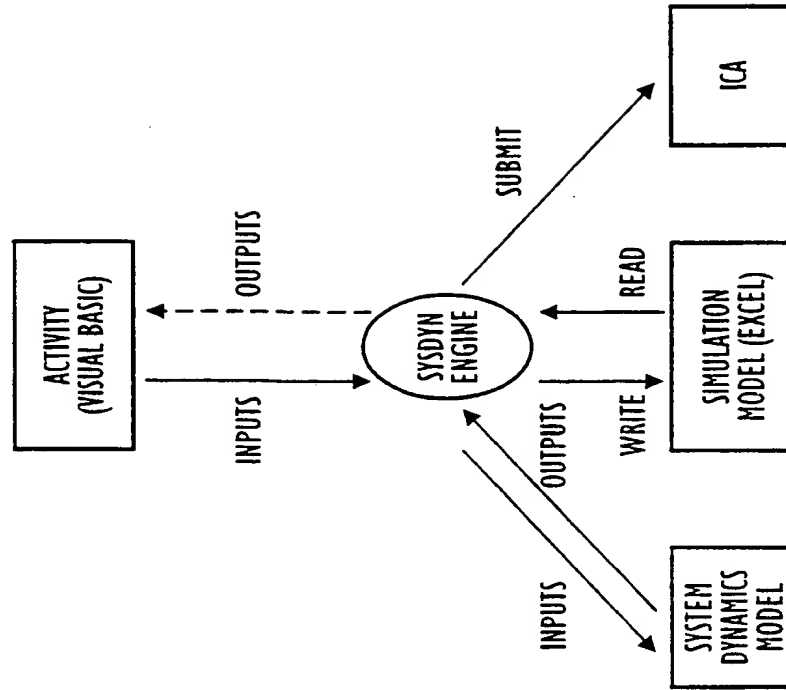 ACTIVITY
(VISUAL BASIC)
INPUTS
OUTPUTS
SYSDYN
ENGINE
INPUTS
OUTPUTS
WRITE
READ
SUBMIT
SYSTEM
DYNAMICS
MODEL
SIMULATION
MODEL (EXCEL)
ICA